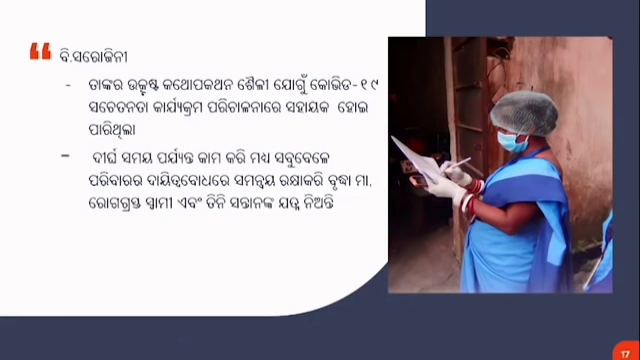 ବି.ସରୋଜିନୀ
- ତାଙ୍କର ଉତ୍କୃଷ୍ଟ କଥୋପକଥନ ଶୈଳୀ ଯୋଗୁଁ କୋଭିଡ-୧୯
ସଚେତନତା କାର୍ଯ୍ୟକ୍ରମ ପରିଚାଳନାରେ ସହାୟକ ହୋଇ
ପାରିଥିଲା
- ଦୀର୍ଘ ସମୟ ପର୍ଯ୍ୟନ୍ତ କାମ କରି ମଧ୍ୟ ସବୁବେଳେ
ପରିବାରର ଦାୟିତ୍ବବୋଧରେ ସମନ୍ୱୟ ରକ୍ଷାକରି ବୃଦ୍ଧା ମା,
ରୋଗଗ୍ରସ୍ତ ସ୍ୱାମୀ ଏବଂ ତିନି ସନ୍ତାନଙ୍କ ଯତ୍ନ ନିଅନ୍ତି
17